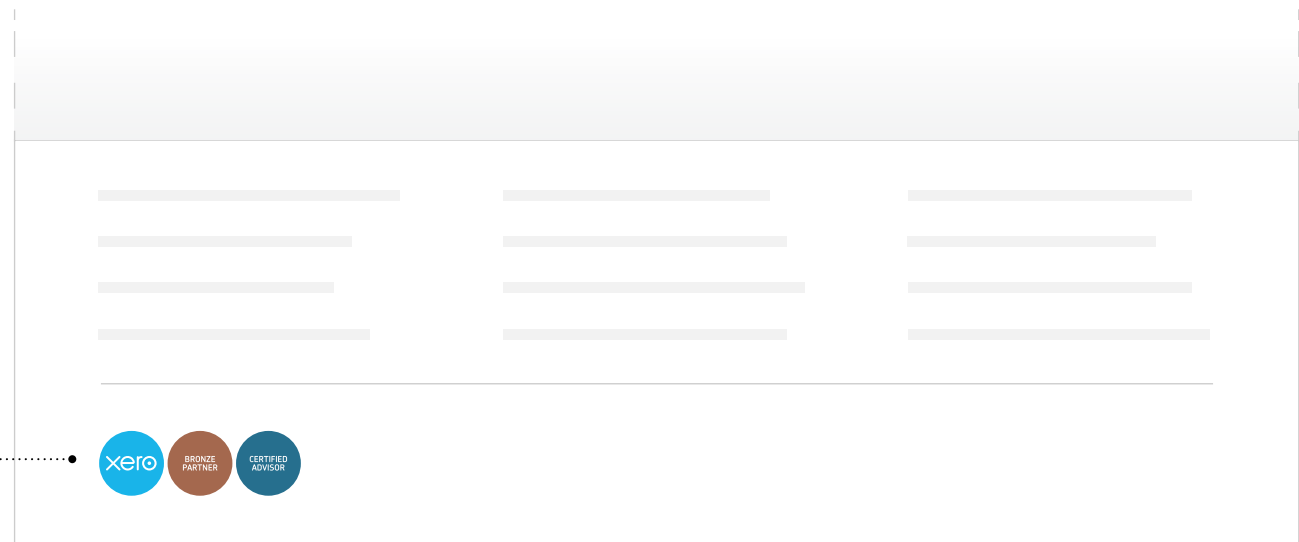 xero
BRONZE
PARTNER
CERTIFIED
ADVISOR